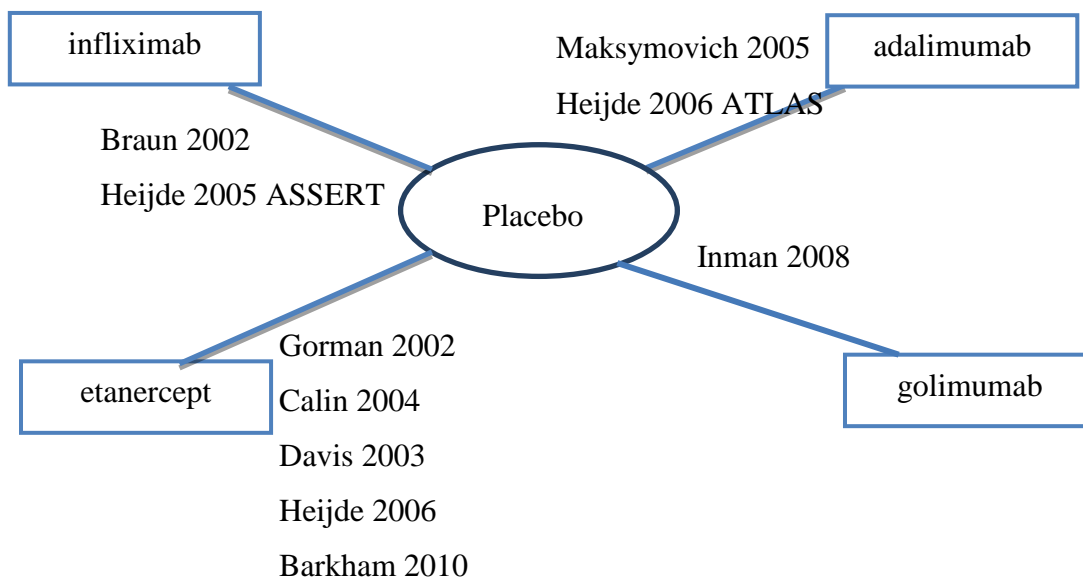 infliximab
Maksymovich 2005
adalimumab
Heijde 2006 ATLAS
Braun 2002
Heijde 2005 ASSERT
Placebo
Inman 2008
Gorman 2002
etanercept
golimumab
Calin 2004
Davis 2003
Heijde 2006
Barkham 2010